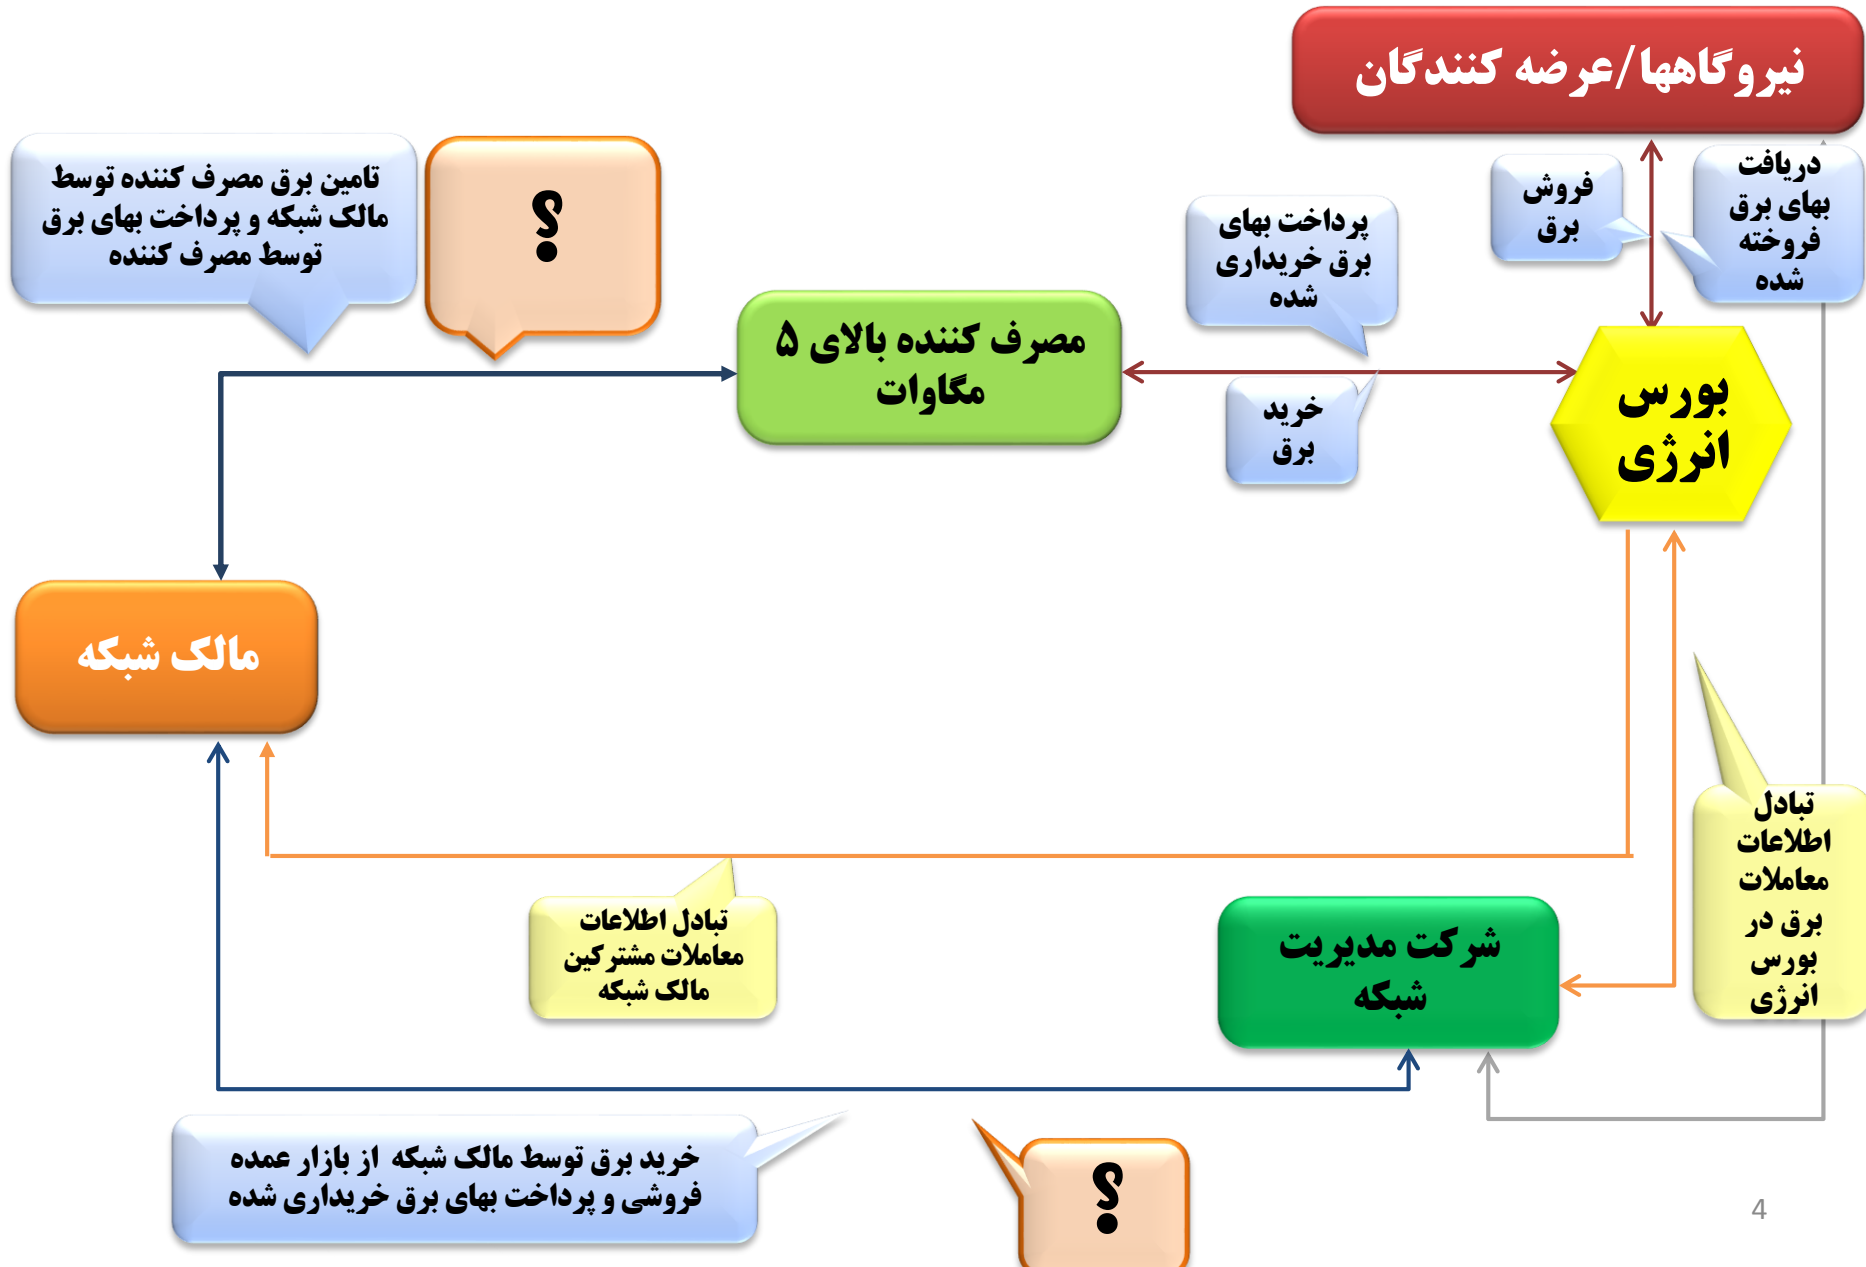 نیروگاهها/عرضه کنندگان
دریافت
بهای برق
فروخته
شده
فروش
برق
پرداخت بهای
برق خریداری
شده
؟
تامین برق مصرف کننده توسط
مالک شبکه و پرداخت بهای برق
توسط مصرف کننده
بورس
انرژی
مصرف کننده بالای ۵
مگاوات
خرید
برق
مالک شبکه
تبادل
اطلاعات
معاملات
برق در
بورس
انرژی
شرکت مدیریت
شبکه
تبادل اطلاعات
معاملات مشترکین
مالک شبکه
خرید برق توسط مالک شبکه از بازار عمده
فروشی و پرداخت بهای برق خریداری شده
؟
4